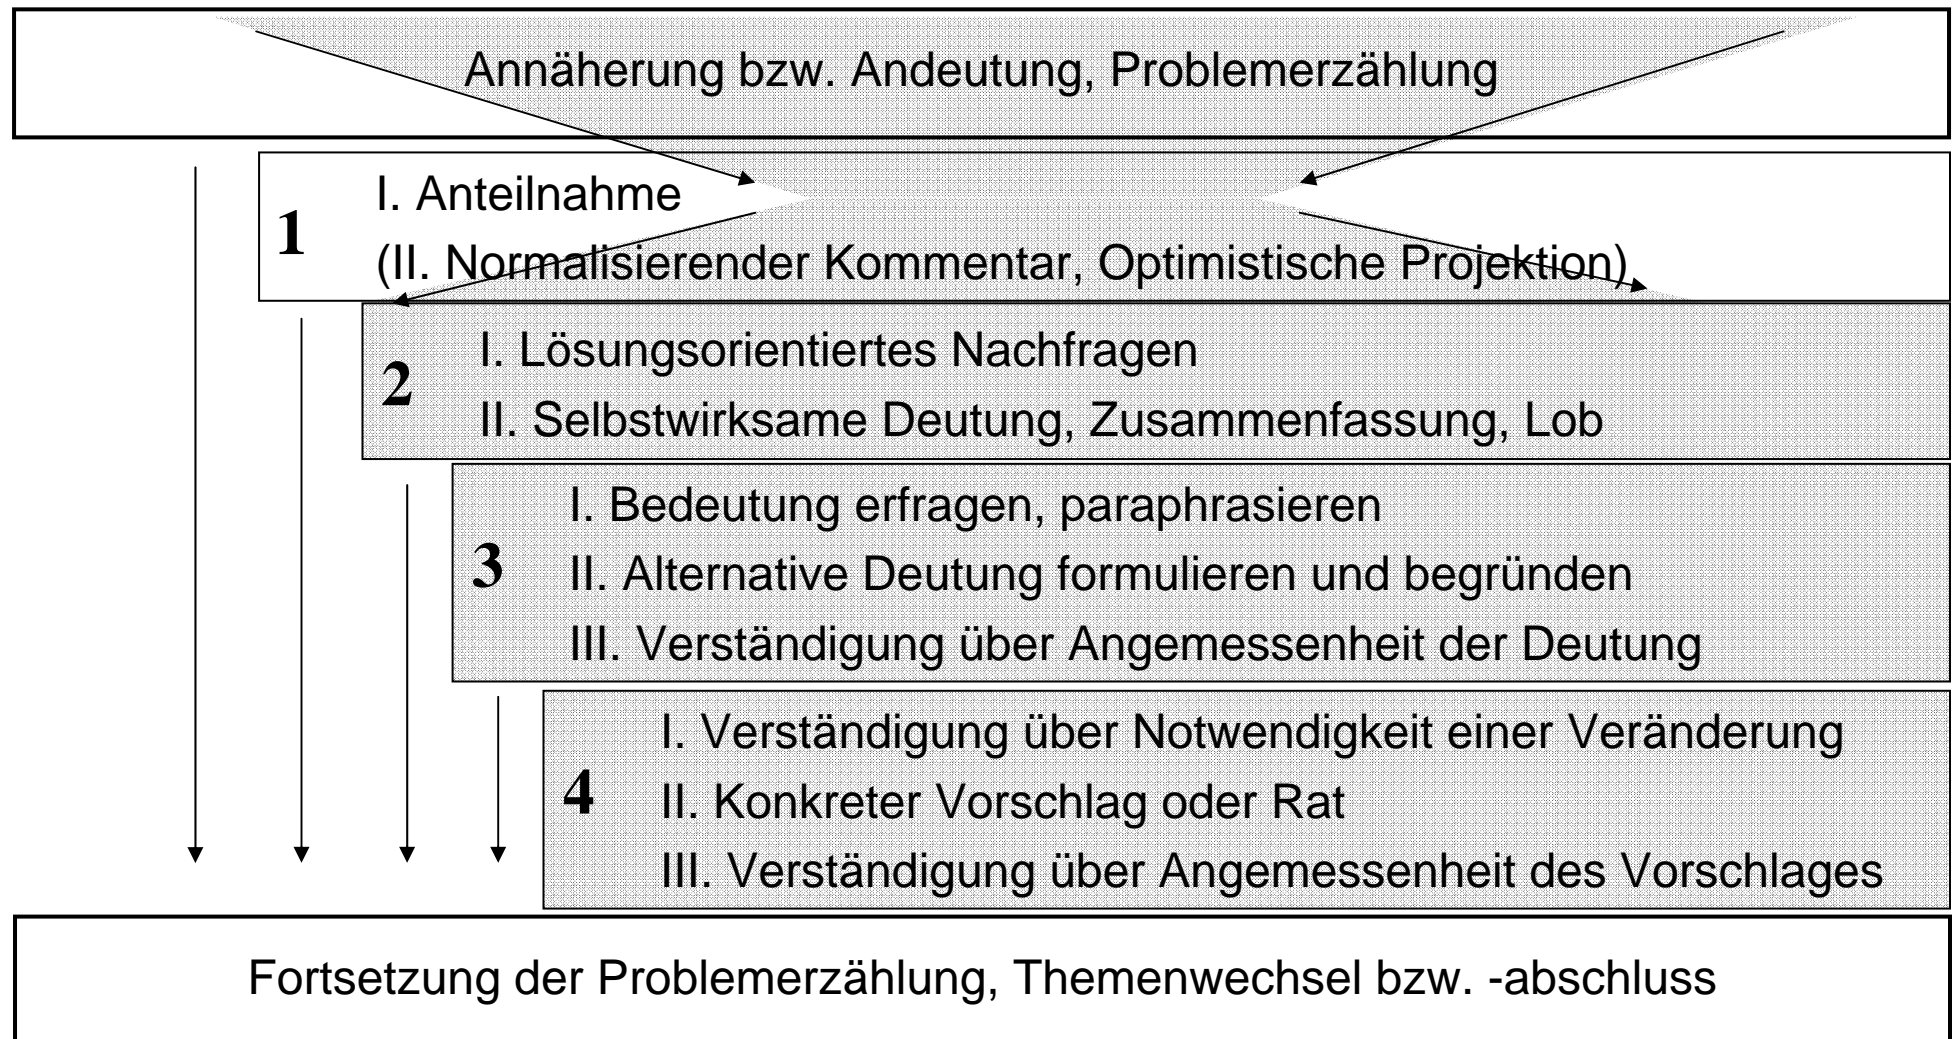 Annäherung bzw. Andeutung, Problemerzählung
1
I. Anteilnahme
(II. Normalisierender Kommentar, Optimistische Projektion)
2
I. Lösungsorientiertes Nachfragen
II. Selbstwirksame Deutung, Zusammenfassung, Lob
3
I. Bedeutung erfragen, paraphrasieren
II. Alternative Deutung formulieren und begründen
III. Verständigung über Angemessenheit der Deutung
4
I. Verständigung über Notwendigkeit einer Veränderung
II. Konkreter Vorschlag oder Rat
III. Verständigung über Angemessenheit des Vorschlages
Fortsetzung der Problemerzählung, Themenwechsel bzw. -abschluss